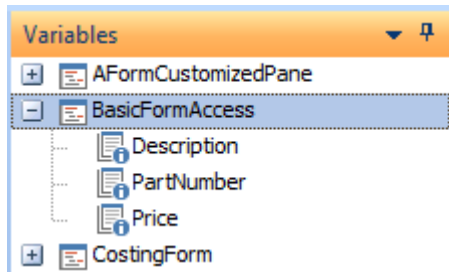 Variables
AFormCustomizedPane
BasicFormAccess
Description
PartNumber
Price
CostingForm